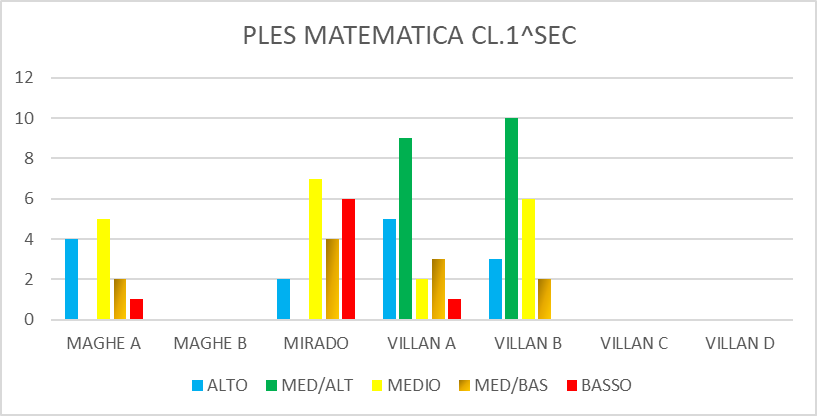 PLES MATEMATICA CL.1^SEC
12
10
8
6
4
2
0
MAGHE A MAGHE B MIRADO VILLAN A VILLAN B VILLAN C VILLAN D
ALTO MED/ALT MEDIO MED/BAS BASSO